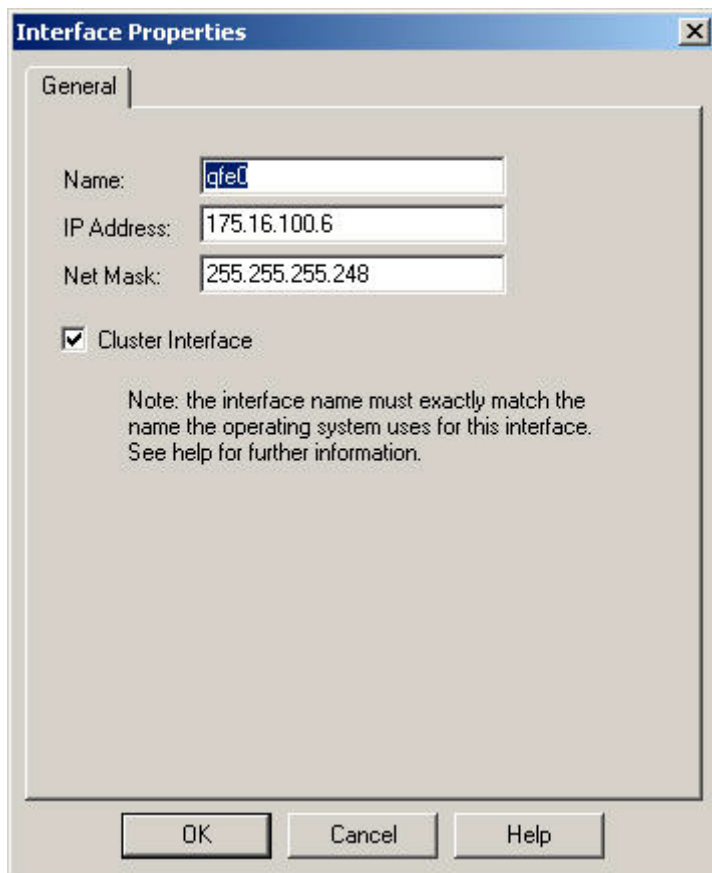 Interface Properties
General
Name: qfe0
IP Address: 175.16.100.6
Net Mask: 255.255.255.248
Cluster Interface
Note: the interface name must exactly match the
name the operating system uses for this interface.
See help for further information.
OK Cancel Help